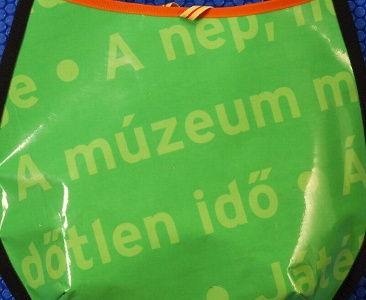 e • A nép,
A múzeum m
dőtlen idő • Á
• Játé